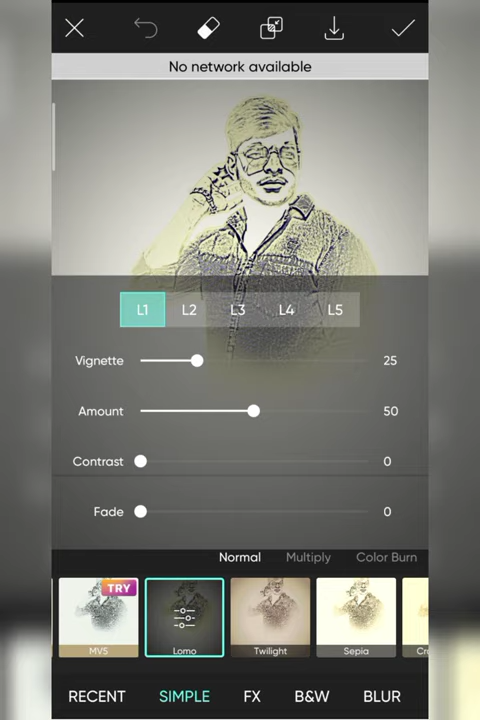 No network available
L1 L2 L3 L4 L5
Vignette 25
Amount 50
Contrast 0
Fade 0
Normal Multiply Color Burn
TRY
MV5 Lomo Twilight Sepia
RECENT SIMPLE FX B&W BLUR